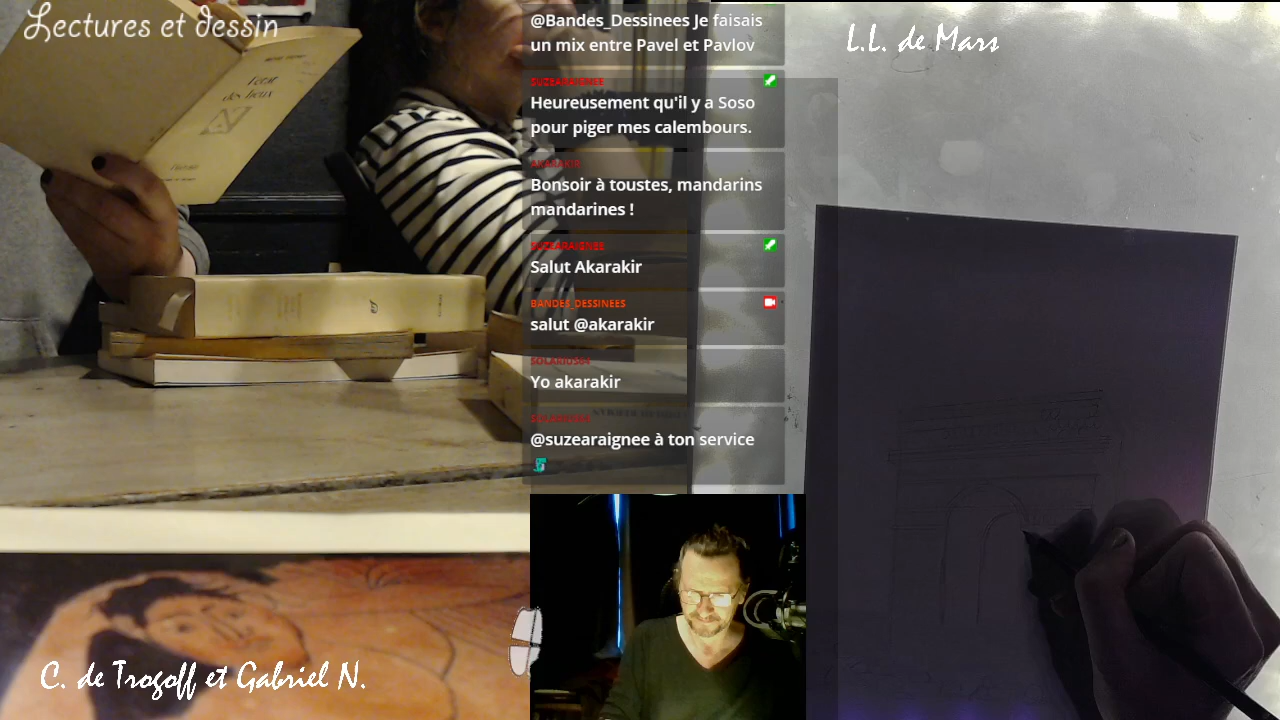 Lectures et dessin
L.L. de Mars
@Bandes_Dessinees Je faisais
un mix entre Pavel et Pavlov
SUZEARAIGNEE
Heureusement qu'il y a Soso
pour piger mes calembours.
AKARAKIR
Bonsoir à toustes, mandarins
mandarines !
SUZEARAIGNEE
Salut Akarakir
BANDES_DESSINEES
salut @akarakir
Yo akarakir
@suzearaignee à ton service
C. de Trogoff et Gabriel N.